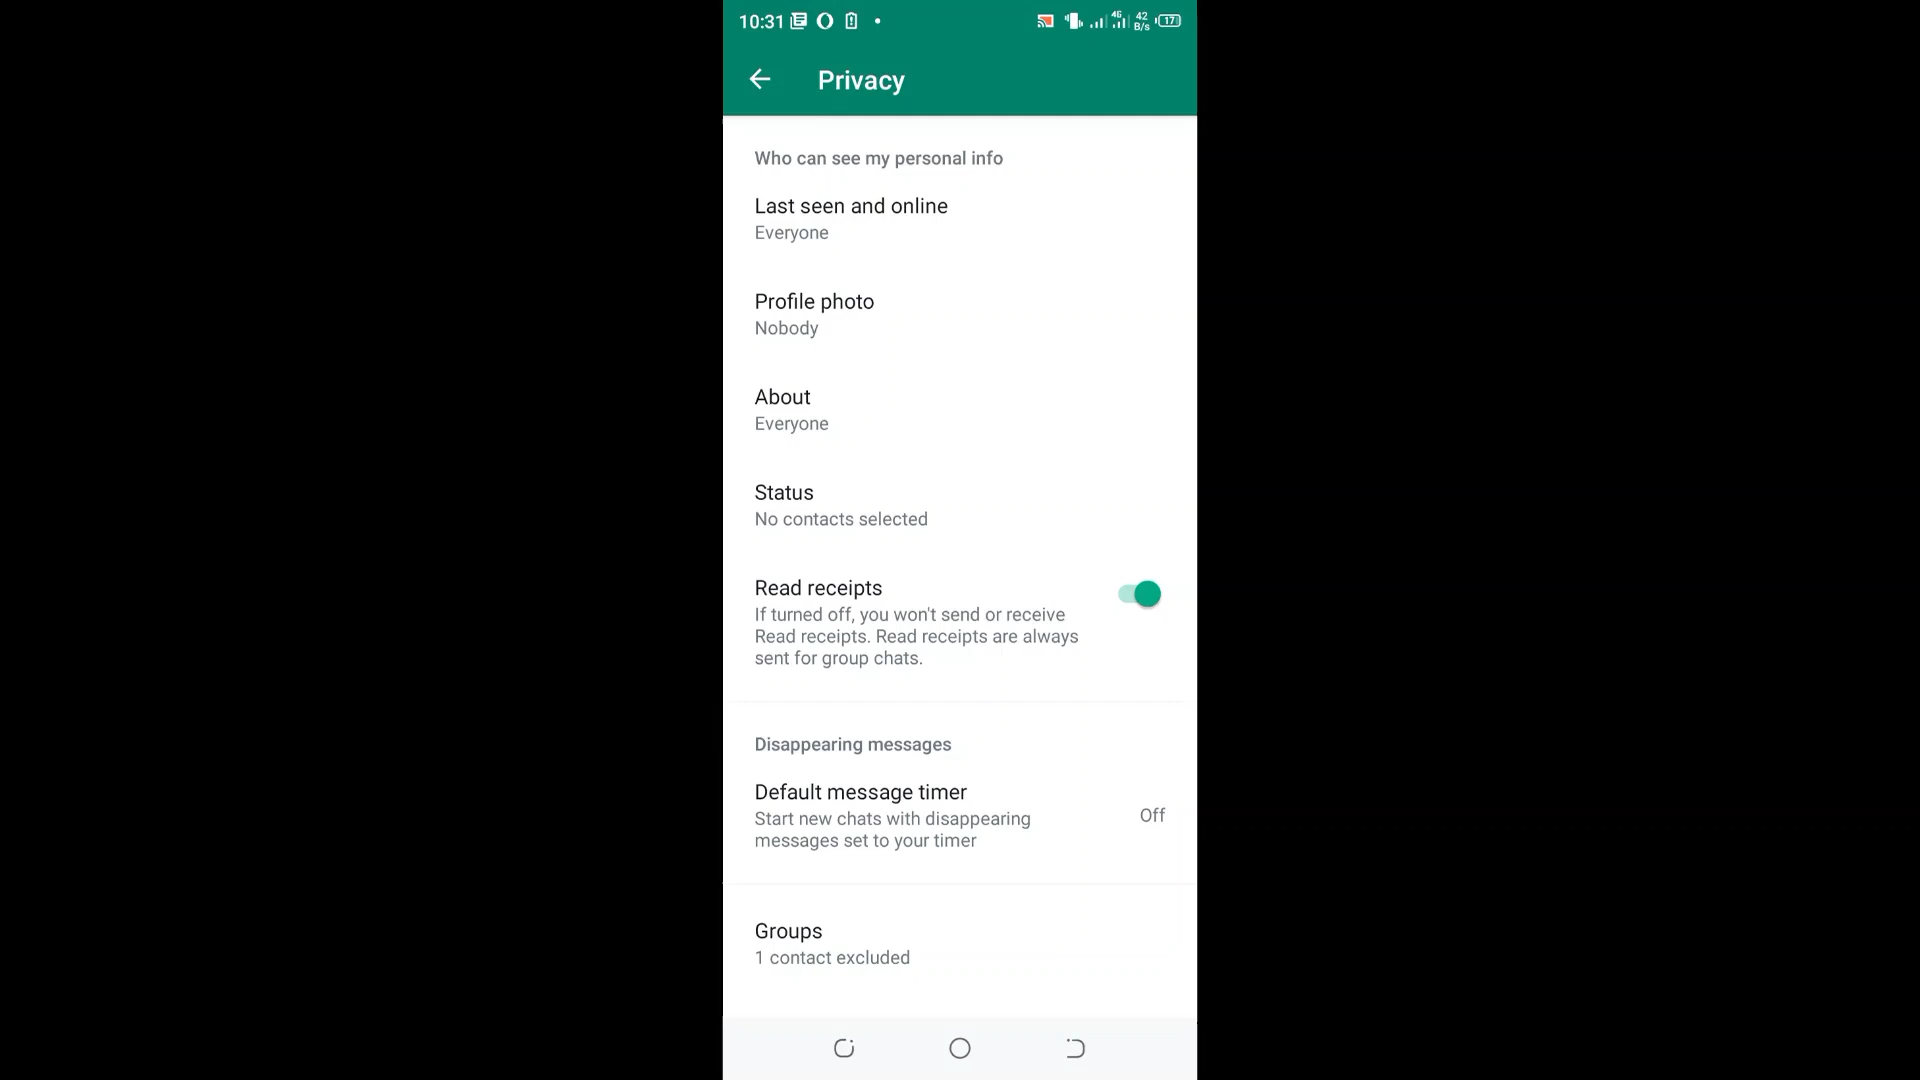 10:31 4G 42 B/s 17
Privacy
Who can see my personal info
Last seen and online
Everyone
Profile photo
Nobody
About
Everyone
Status
No contacts selected
Read receipts
If turned off, you won't send or receive
Read receipts. Read receipts are always
sent for group chats.
Disappearing messages
Default message timer
Start new chats with disappearing
messages set to your timer
Off
Groups
1 contact excluded